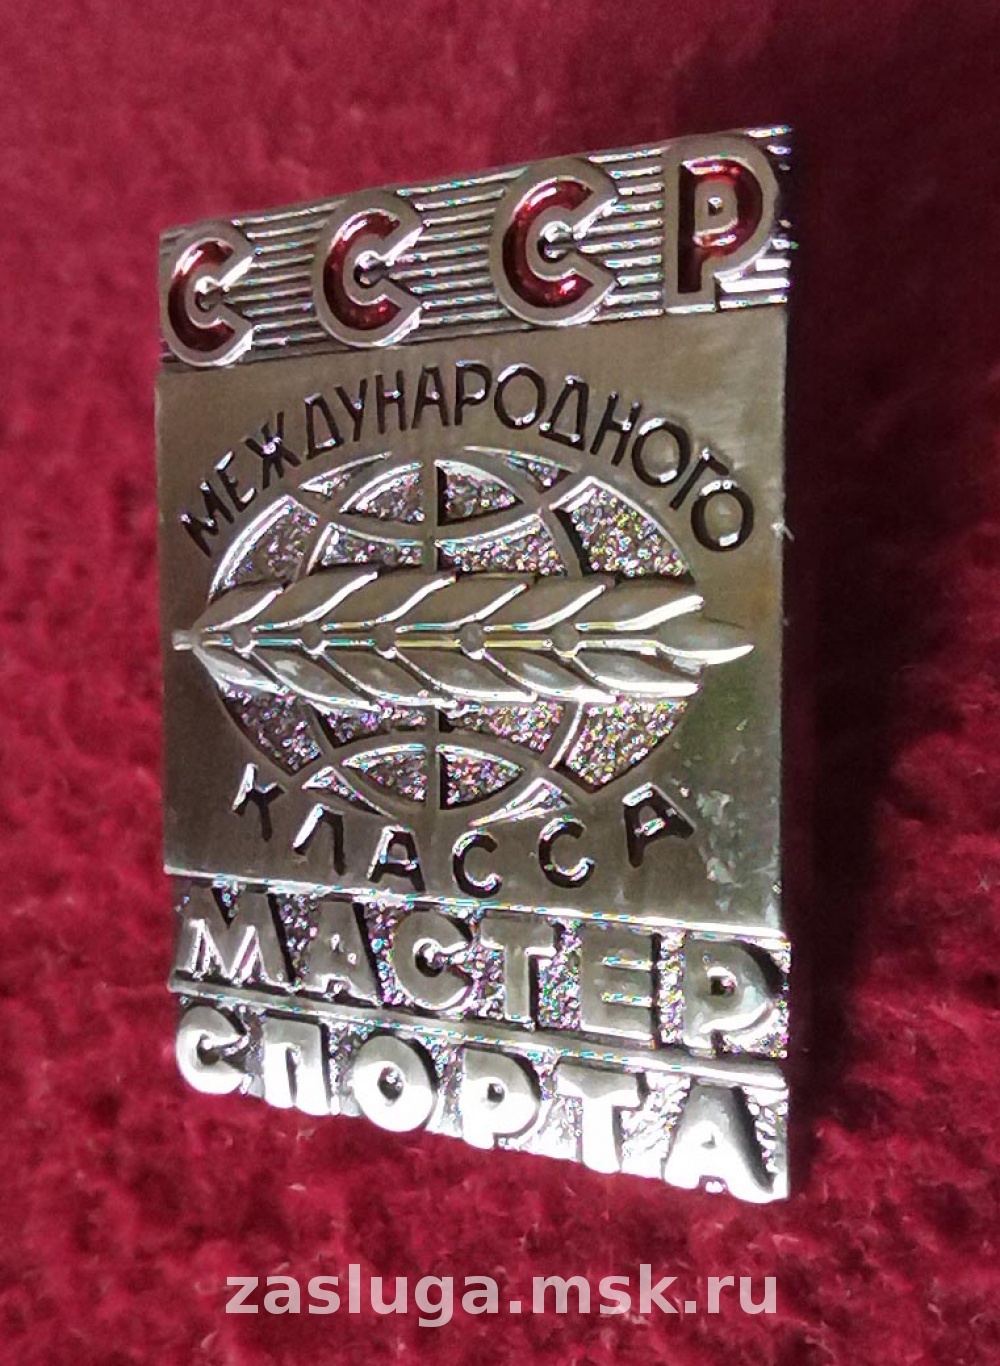 СССР
МЕЖДУНАРОДНОГО
КЛАССА
МАСТЕР
СПОРТА
zasluga.msk.ru